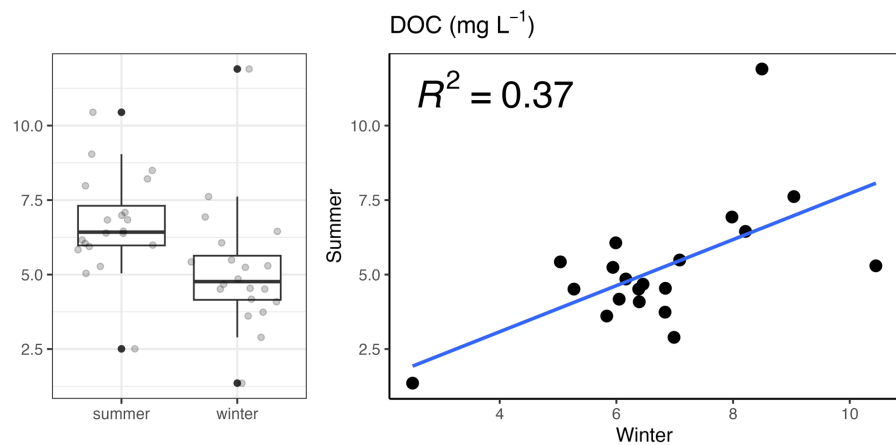 DOC (mg L⁻¹)
10.0
7.5
5.0
2.5
summer
winter
R² = 0.37
Summer
10.0
7.5
5.0
2.5
4
6
8
10
Winter